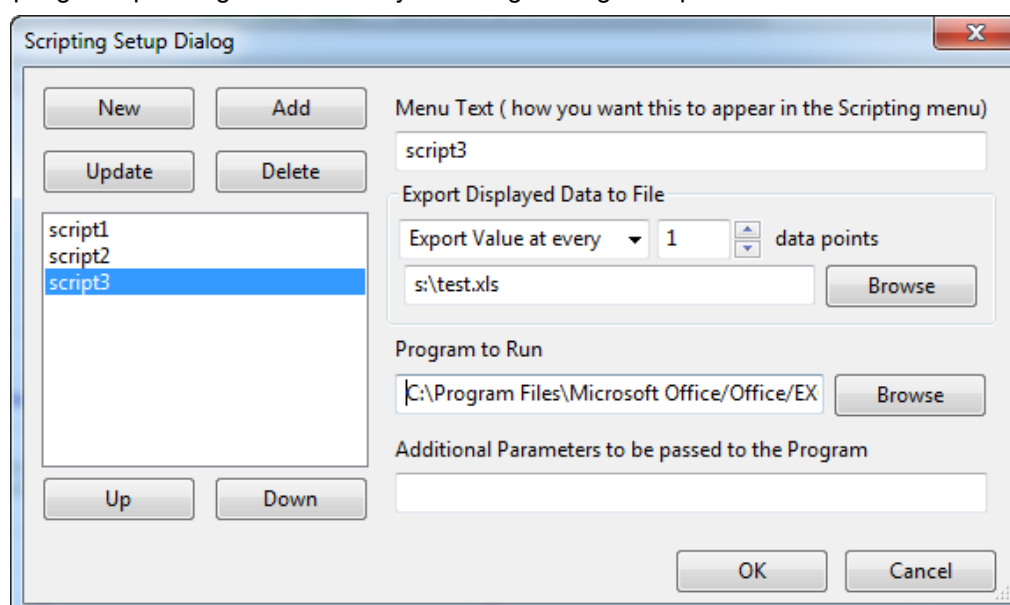 Scripting Setup Dialog
New Add
Update Delete
script1
script2
script3
Up Down
Menu Text ( how you want this to appear in the Scripting menu)
script3
Export Displayed Data to File
Export Value at every 1 data points
s:\test.xls Browse
Program to Run
C:\Program Files\Microsoft Office/Office/EX Browse
Additional Parameters to be passed to the Program
OK Cancel